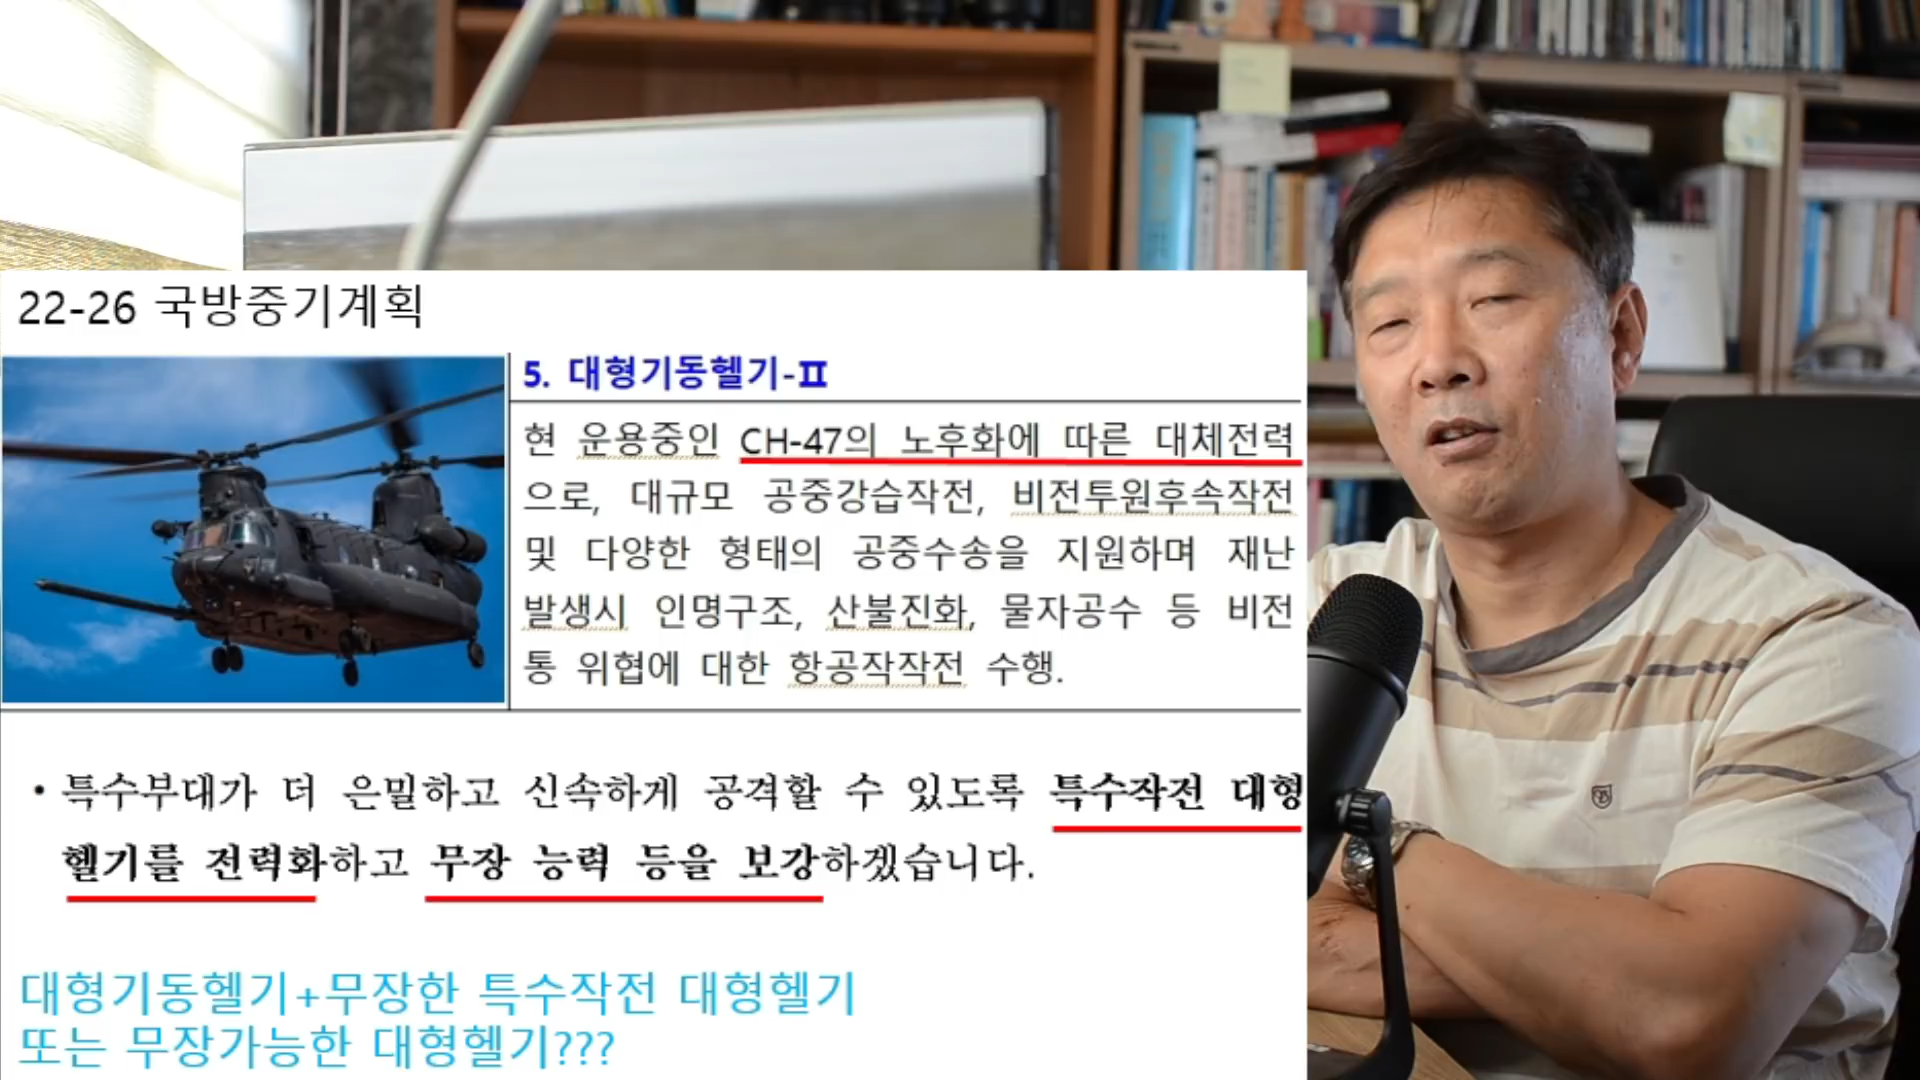 22-26 국방중기계획
5. 대형기동헬기-Ⅱ
현 운용중인 CH-47의 노후화에 따른 대체전력
으로, 대규모 공중강습작전, 비전투원후속작전
및 다양한 형태의 공중수송을 지원하며 재난
발생시 인명구조, 산불진화, 물자공수 등 비전
통 위협에 대한 항공작작전 수행.
• 특수부대가 더 은밀하고 신속하게 공격할 수 있도록 특수작전 대형
헬기를 전력화하고 무장 능력 등을 보강하겠습니다.
대형기동헬기+무장한 특수작전 대형헬기
또는 무장가능한 대형헬기???